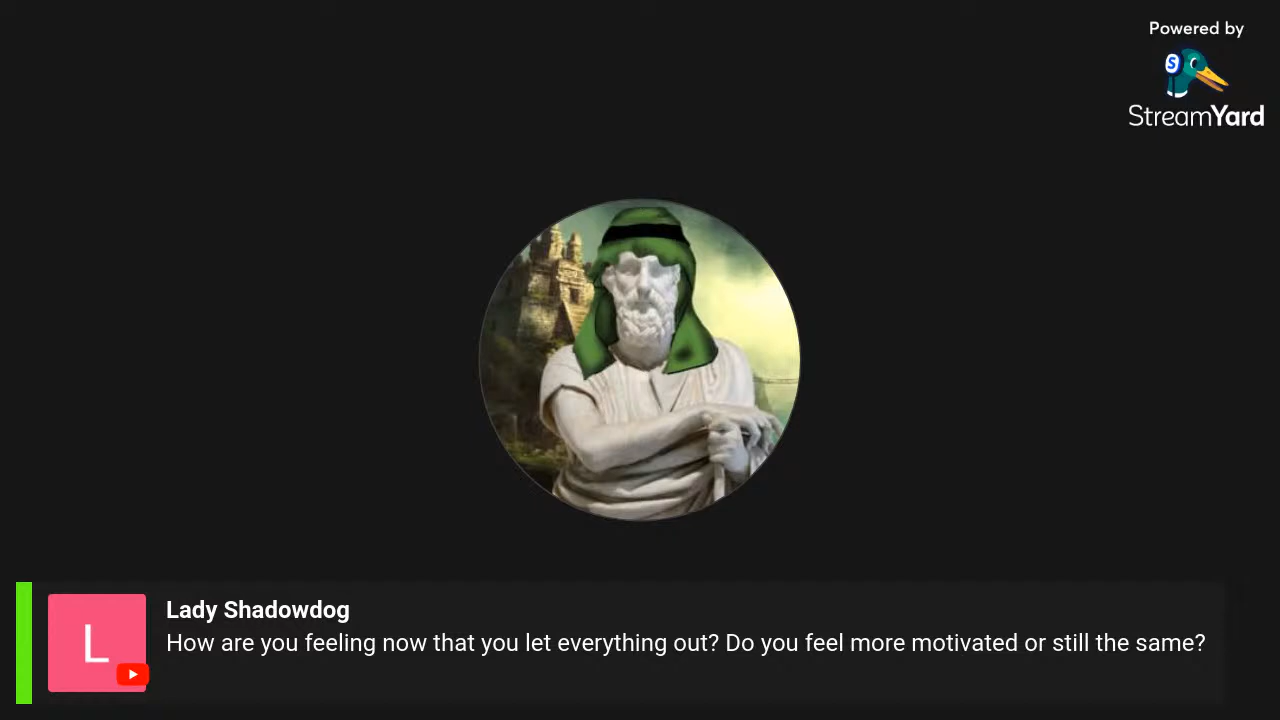 Powered by
S
StreamYard
L
Lady Shadowdog
How are you feeling now that you let everything out? Do you feel more motivated or still the same?